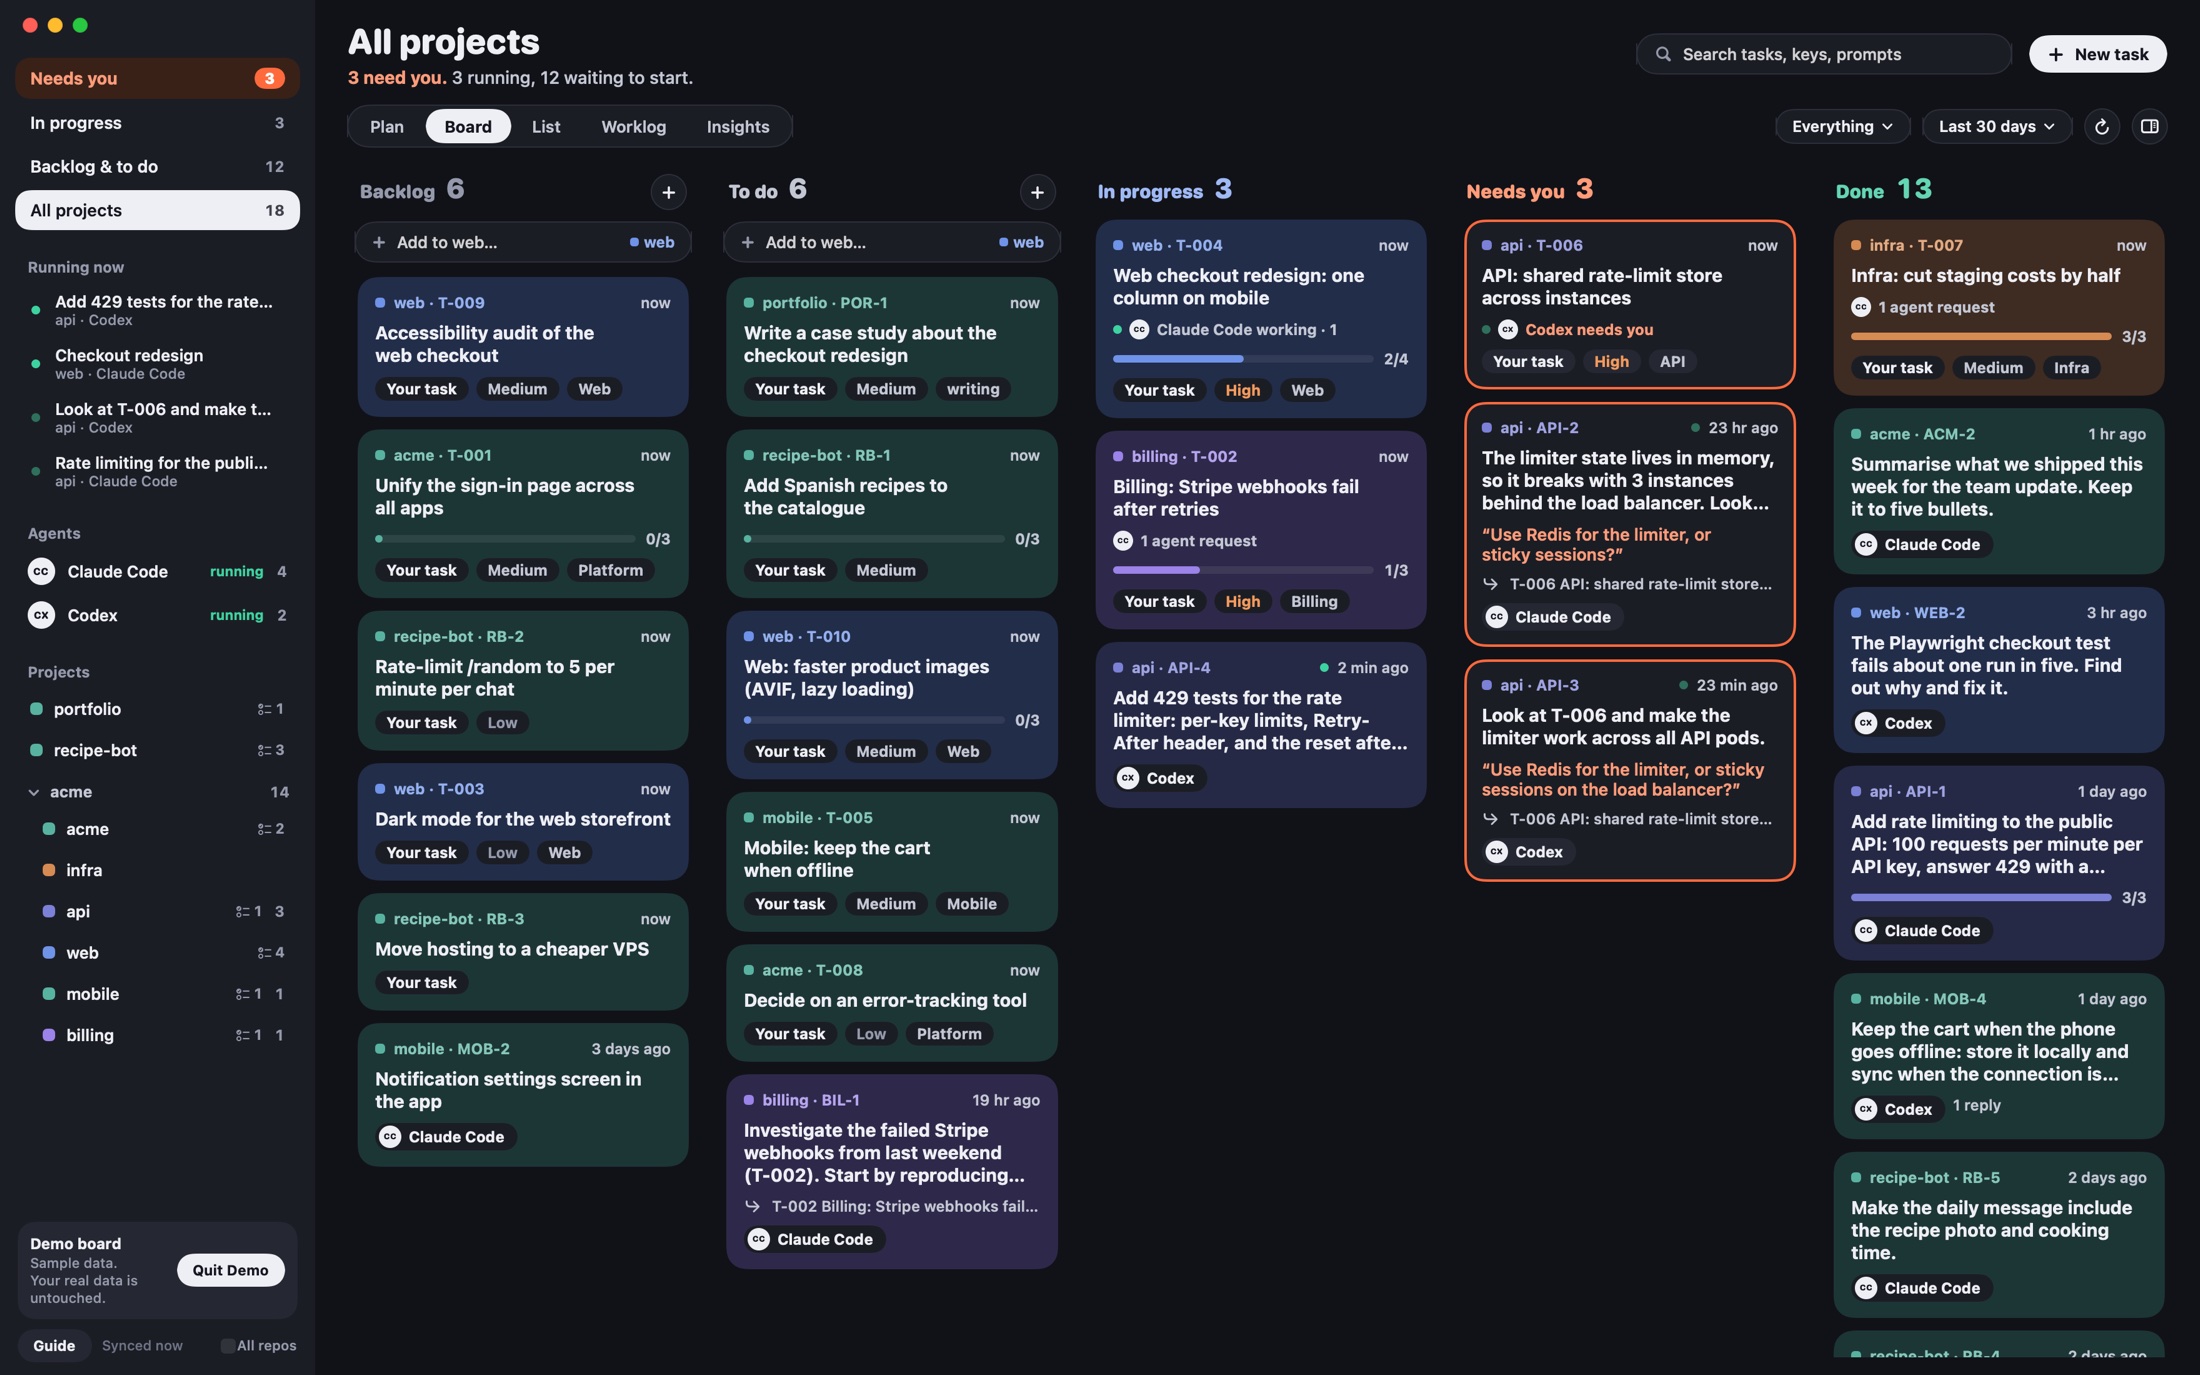 Needs you 3
In progress 3
Backlog & to do 12
All projects 18
Running now
Add 429 tests for the rate...
api · Codex
Checkout redesign
web · Claude Code
Look at T-006 and make t...
api · Codex
Rate limiting for the publi...
api · Claude Code
Agents
cc Claude Code running 4
cx Codex running 2
Projects
portfolio 1
recipe-bot 3
acme 14
acme 2
infra
api 1 3
web 4
mobile 1 1
billing 1 1
Demo board
Sample data.
Your real data is
untouched.
Quit Demo
Guide Synced now All repos
All projects
3 need you. 3 running, 12 waiting to start.
Search tasks, keys, prompts
+ New task
Plan Board List Worklog Insights
Everything Last 30 days
Backlog 6 +
+ Add to web... web
web · T-009 now
Accessibility audit of the
web checkout
Your task Medium Web
acme · T-001 now
Unify the sign-in page across
all apps
0/3
Your task Medium Platform
recipe-bot · RB-2 now
Rate-limit /random to 5 per
minute per chat
Your task Low
web · T-003 now
Dark mode for the web storefront
Your task Low Web
recipe-bot · RB-3 now
Move hosting to a cheaper VPS
Your task
mobile · MOB-2 3 days ago
Notification settings screen in
the app
cc Claude Code
To do 6 +
+ Add to web... web
portfolio · POR-1 now
Write a case study about the
checkout redesign
Your task Medium writing
recipe-bot · RB-1 now
Add Spanish recipes to
the catalogue
0/3
Your task Medium
web · T-010 now
Web: faster product images
(AVIF, lazy loading)
0/3
Your task Medium Web
mobile · T-005 now
Mobile: keep the cart
when offline
Your task Medium Mobile
acme · T-008 now
Decide on an error-tracking tool
Your task Low Platform
billing · BIL-1 19 hr ago
Investigate the failed Stripe
webhooks from last weekend
(T-002). Start by reproducing...
T-002 Billing: Stripe webhooks fail...
cc Claude Code
In progress 3
web · T-004 now
Web checkout redesign: one
column on mobile
cc Claude Code working · 1
2/4
Your task High Web
billing · T-002 now
Billing: Stripe webhooks fail
after retries
cc 1 agent request
1/3
Your task High Billing
api · API-4 2 min ago
Add 429 tests for the rate
limiter: per-key limits, Retry-
After header, and the reset afte...
cx Codex
Needs you 3
api · T-006 now
API: shared rate-limit store
across instances
cx Codex needs you
Your task High API
api · API-2 23 hr ago
The limiter state lives in memory,
so it breaks with 3 instances
behind the load balancer. Look...
“Use Redis for the limiter, or
sticky sessions?”
T-006 API: shared rate-limit store...
cc Claude Code
api · API-3 23 min ago
Look at T-006 and make the
limiter work across all API pods.
“Use Redis for the limiter, or sticky
sessions on the load balancer?”
T-006 API: shared rate-limit store...
cx Codex
Done 13
infra · T-007 now
Infra: cut staging costs by half
cc 1 agent request
3/3
Your task Medium Infra
acme · ACM-2 1 hr ago
Summarise what we shipped this
week for the team update. Keep
it to five bullets.
cc Claude Code
web · WEB-2 3 hr ago
The Playwright checkout test
fails about one run in five. Find
out why and fix it.
cx Codex
api · API-1 1 day ago
Add rate limiting to the public
API: 100 requests per minute per
API key, answer 429 with a...
3/3
cc Claude Code
mobile · MOB-4 1 day ago
Keep the cart when the phone
goes offline: store it locally and
sync when the connection is...
cx Codex 1 reply
recipe-bot · RB-5 2 days ago
Make the daily message include
the recipe photo and cooking
time.
cc Claude Code
recipe-bot · RB-4 2 days ago